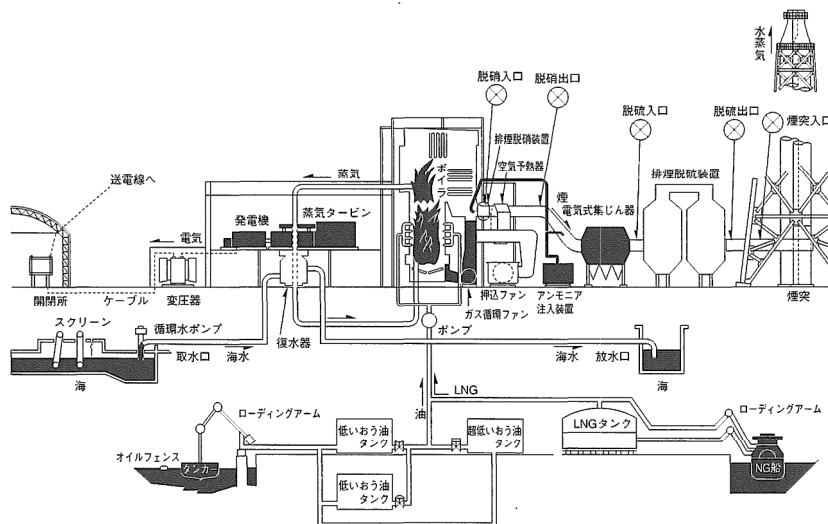 水蒸気
脱硝入口
脱硝出口
脱硫入口
脱硫出口
煙突入口
排煙脱硝装置
空気予熱器
ボイラ
蒸気
送電線へ
煙
排煙脱硫装置
電気式集じん器
発電機
蒸気タービン
電気
開閉所
ケーブル
変圧器
押込ファン
アンモニア
注入装置
ガス循環ファン
煙突
スクリーン
循環水ポンプ
復水器
ポンプ
取水口
海水
海水
放水口
海
海
LNG
油
ローディングアーム
低いおう油
タンク
超低いおう油
タンク
LNGタンク
ローディングアーム
オイルフェンス
タンカー
低いおう油
タンク
NG船